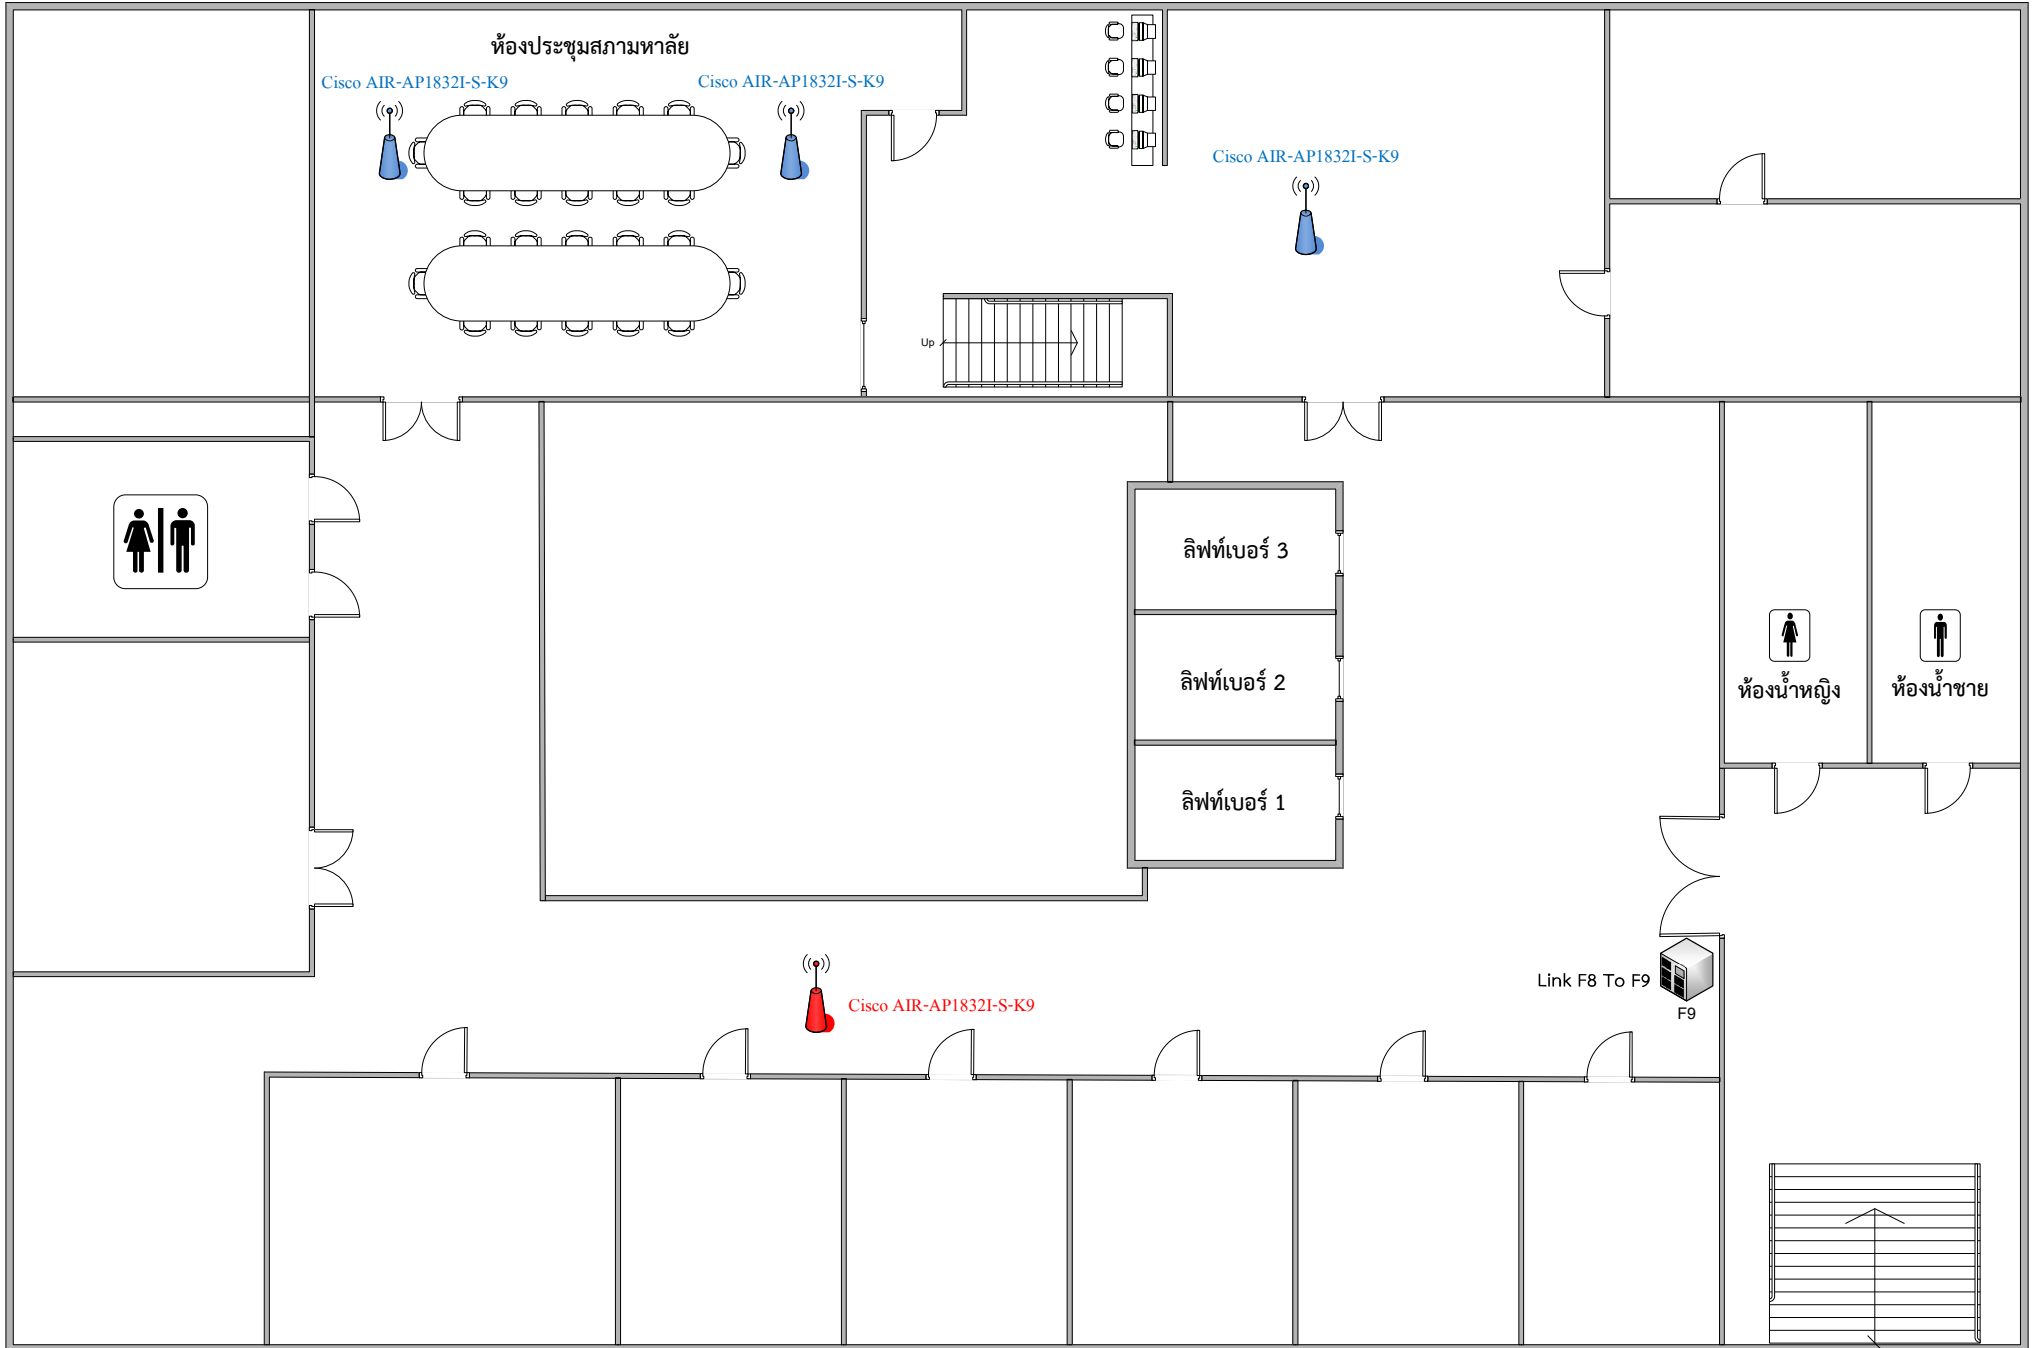 ห้องประชุมสภามหาลัย
Cisco AIR-AP1832I-S-K9
Cisco AIR-AP1832I-S-K9
Cisco AIR-AP1832I-S-K9
Up
ลิฟท์เบอร์ 3
ลิฟท์เบอร์ 2
ห้องน้ำหญิง
ห้องน้ำชาย
ลิฟท์เบอร์ 1
Link F8 To F9
Cisco AIR-AP1832I-S-K9
F9